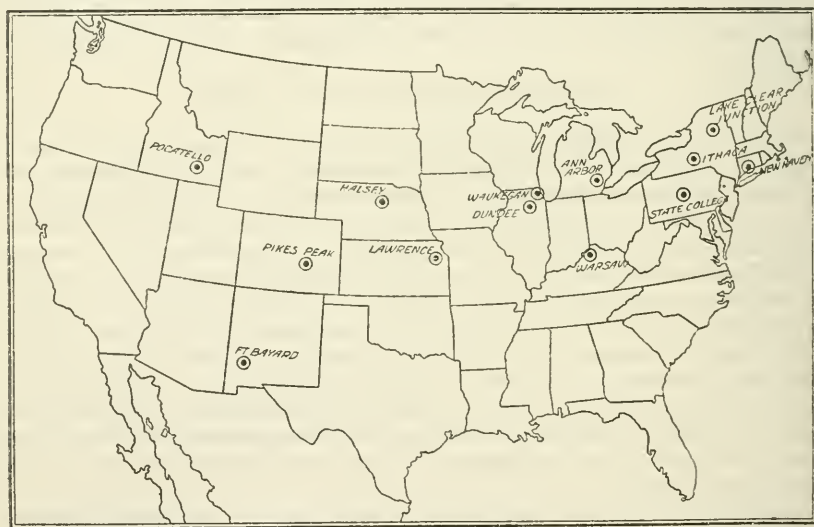 LAKE CLEAR
JUNCTION
POCATELLO
ANN
ARBOR
ITHACA
NEW HAVEN
HALSEY
WAUKEGAN
DUNDEE
STATE COLLEGE
PIKES PEAK
LAWRENCE
WARSAW
FT BAYARD